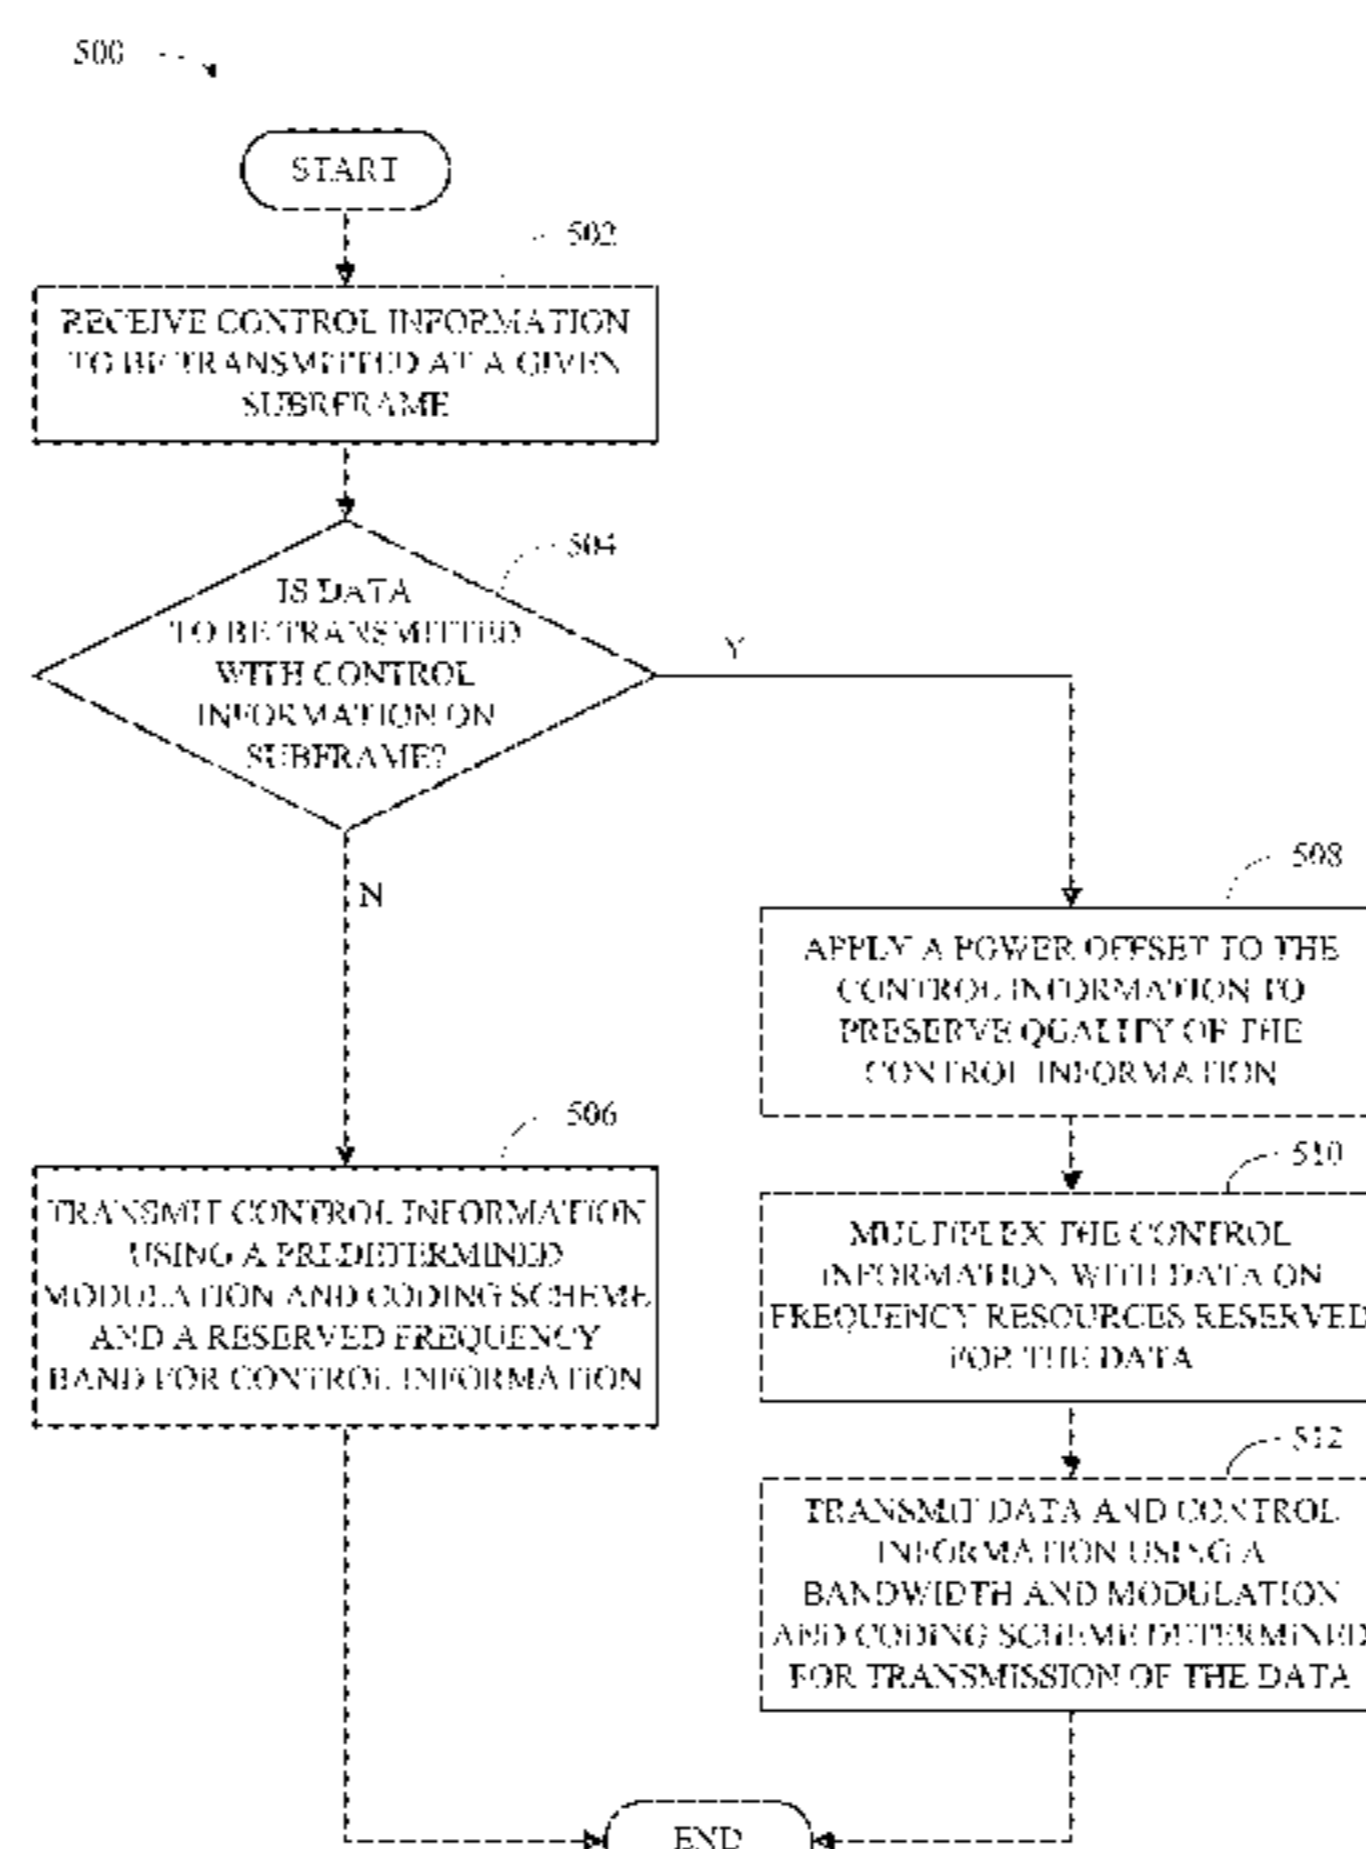 500
START
502
RECEIVE CONTROL INFORMATION
TO BE TRANSMITTED AT A GIVEN
SUBRFRAME
504
IS DATA
TO BE TRANSMITTED
WITH CONTROL
INFORMATION ON
SUBFRAME?
Y
N
508
APPLY A POWER OFFSET TO THE
CONTROL INFORMATION TO
PRESERVE QUALITY OF THE
CONTROL INFORMATION
506
TRANSMIT CONTROL INFORMATION
USING A PREDETERMINED
MODULATION AND CODING SCHEME
AND A RESERVED FREQUENCY
BAND FOR CONTROL INFORMATION
510
MULTIPLEX THE CONTROL
INFORMATION WITH DATA ON
FREQUENCY RESOURCES RESERVED
FOR THE DATA
512
TRANSMIT DATA AND CONTROL
INFORMATION USING A
BANDWIDTH AND MODULATION
AND CODING SCHEME DETERMINED
FOR TRANSMISSION OF THE DATA
END